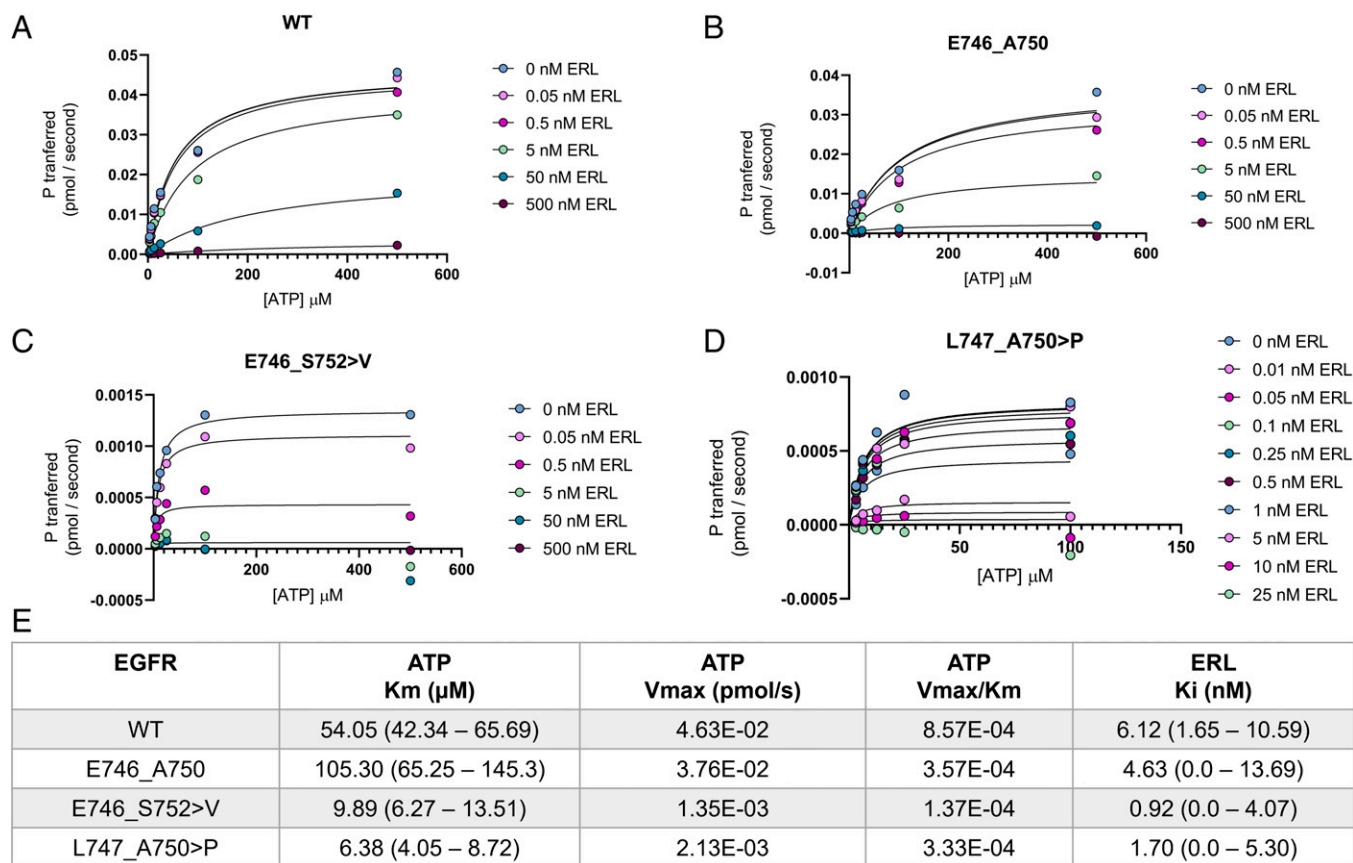 A
WT
P tranferred
(pmol / second)
0.05
0.04
0.03
0.02
0.01
0.00
0
200
400
600
[ATP] μM
0 nM ERL
0.05 nM ERL
0.5 nM ERL
5 nM ERL
50 nM ERL
500 nM ERL
B
E746_A750
P tranferred
(pmol / second)
0.04
0.03
0.02
0.01
0.00
-0.01
200
400
600
[ATP] μM
0 nM ERL
0.05 nM ERL
0.5 nM ERL
5 nM ERL
50 nM ERL
500 nM ERL
C
E746_S752>V
P tranferred
(pmol / second)
0.0015
0.0010
0.0005
0.0000
-0.0005
200
400
600
[ATP] μM
0 nM ERL
0.05 nM ERL
0.5 nM ERL
5 nM ERL
50 nM ERL
500 nM ERL
D
L747_A750>P
P tranferred
(pmol / second)
0.0010
0.0005
0.0000
-0.0005
50
100
150
[ATP] μM
0 nM ERL
0.01 nM ERL
0.05 nM ERL
0.1 nM ERL
0.25 nM ERL
0.5 nM ERL
1 nM ERL
5 nM ERL
10 nM ERL
25 nM ERL
E
EGFR ATP ATP ATP ERL
Km (μM) Vmax (pmol/s) Vmax/Km Ki (nM)
WT 54.05 (42.34 – 65.69) 4.63E-02 8.57E-04 6.12 (1.65 – 10.59)
E746_A750 105.30 (65.25 – 145.3) 3.76E-02 3.57E-04 4.63 (0.0 – 13.69)
E746_S752>V 9.89 (6.27 – 13.51) 1.35E-03 1.37E-04 0.92 (0.0 – 4.07)
L747_A750>P 6.38 (4.05 – 8.72) 2.13E-03 3.33E-04 1.70 (0.0 – 5.30)